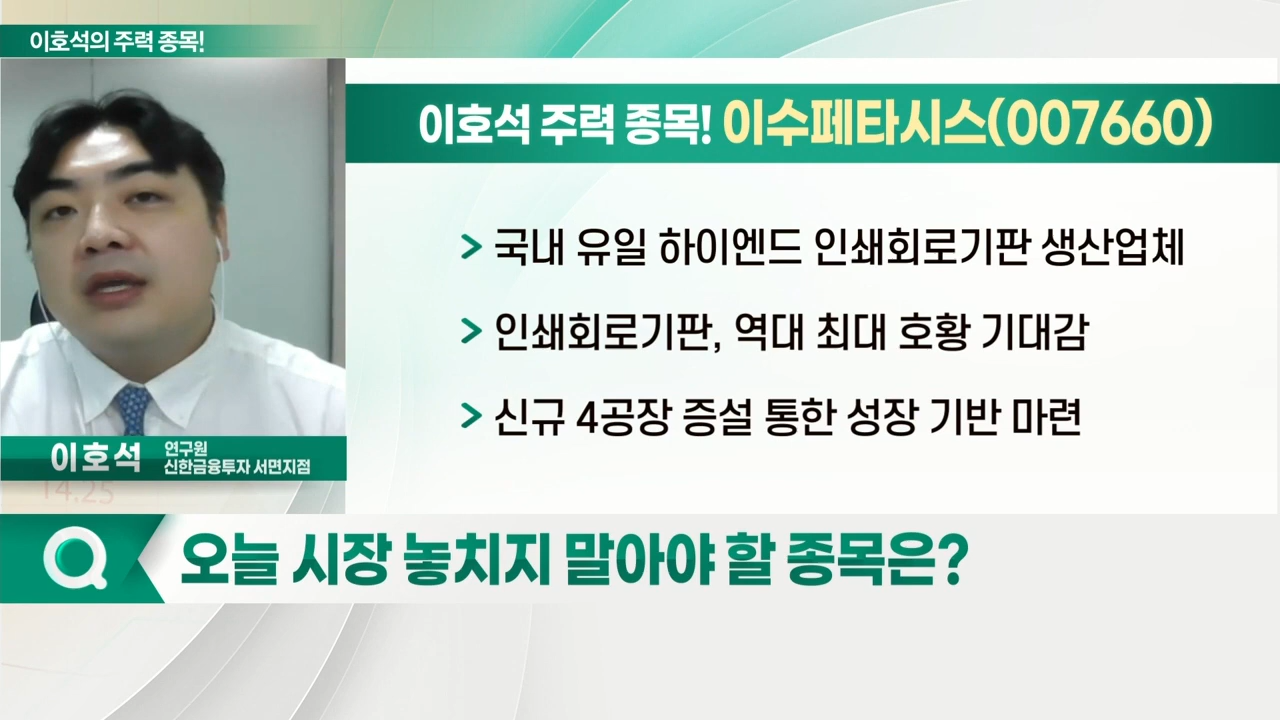 이호석의 주력 종목!
이호석 주력 종목! 이수페타시스(007660)
> 국내 유일 하이엔드 인쇄회로기판 생산업체
> 인쇄회로기판, 역대 최대 호황 기대감
> 신규 4공장 증설 통한 성장 기반 마련
이호석
연구원
신한금융투자 서면지점
14:25
Q 오늘 시장 놓치지 말아야 할 종목은?